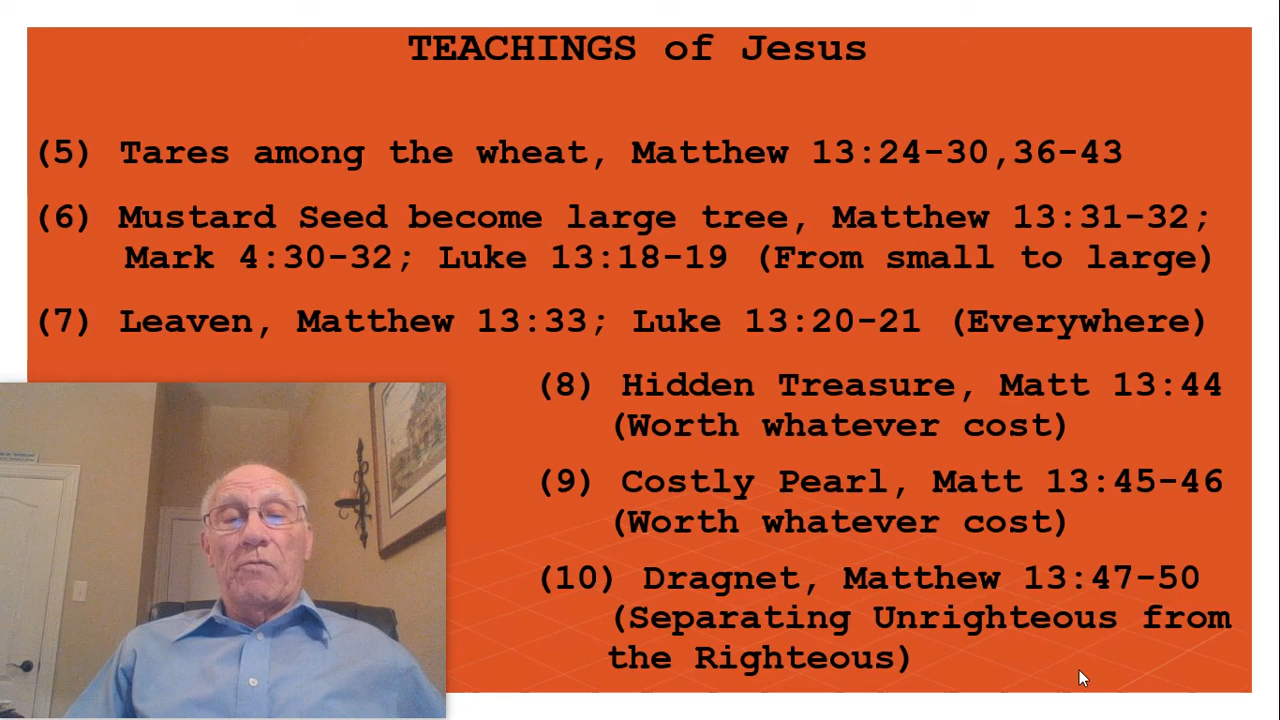 TEACHINGS of Jesus
(5) Tares among the wheat, Matthew 13:24-30,36-43
(6) Mustard Seed become large tree, Matthew 13:31-32;
Mark 4:30-32; Luke 13:18-19 (From small to large)
(7) Leaven, Matthew 13:33; Luke 13:20-21 (Everywhere)
(8) Hidden Treasure, Matt 13:44
(Worth whatever cost)
(9) Costly Pearl, Matt 13:45-46
(Worth whatever cost)
(10) Dragnet, Matthew 13:47-50
(Separating Unrighteous from
the Righteous)